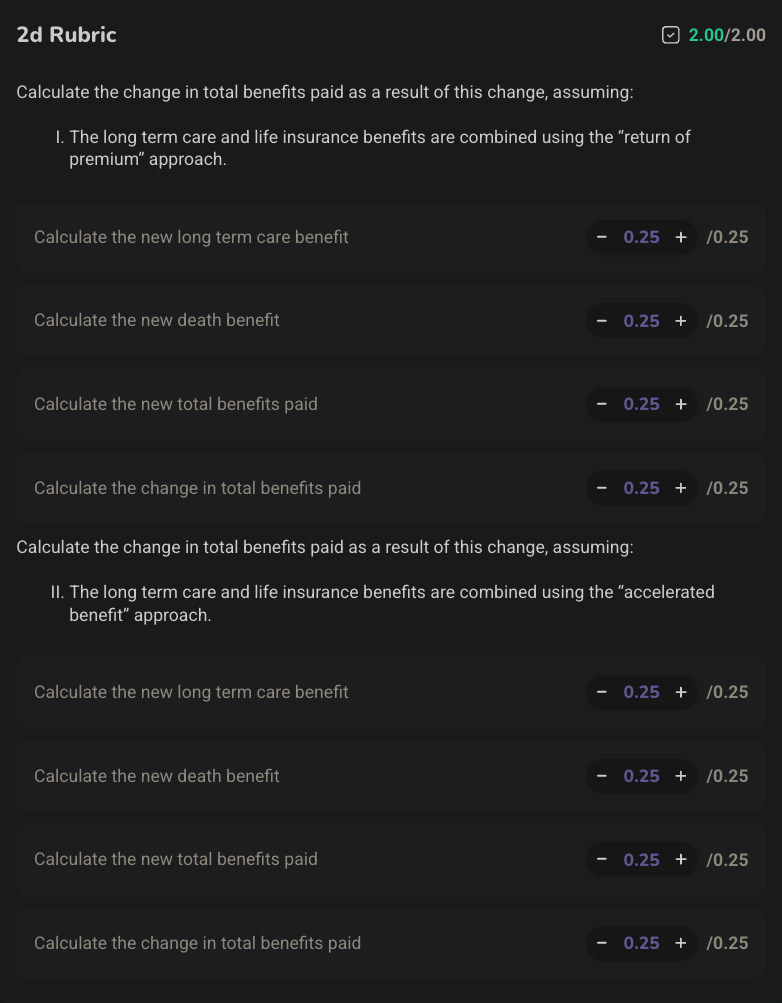 2d Rubric 2.00/2.00
Calculate the change in total benefits paid as a result of this change, assuming:
I. The long term care and life insurance benefits are combined using the “return of
premium” approach.
Calculate the new long term care benefit − 0.25 + /0.25
Calculate the new death benefit − 0.25 + /0.25
Calculate the new total benefits paid − 0.25 + /0.25
Calculate the change in total benefits paid − 0.25 + /0.25
Calculate the change in total benefits paid as a result of this change, assuming:
II. The long term care and life insurance benefits are combined using the “accelerated
benefit” approach.
Calculate the new long term care benefit − 0.25 + /0.25
Calculate the new death benefit − 0.25 + /0.25
Calculate the new total benefits paid − 0.25 + /0.25
Calculate the change in total benefits paid − 0.25 + /0.25